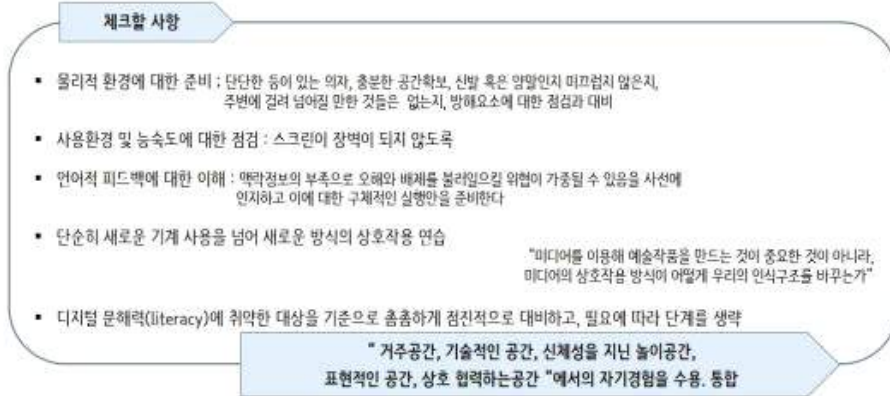 체크할 사항
▪ 물리적 환경에 대한 준비 : 단단한 등이 있는 의자, 충분한 공간확보, 신발 혹은 양말인지 미끄럽지 않은지,
주변에 걸려 넘어질 만한 것들은 없는지, 방해요소에 대한 점검과 대비
▪ 사용환경 및 능숙도에 대한 점검 : 스크린이 장벽이 되지 않도록
▪ 언어적 피드백에 대한 이해 : 맥락정보의 부족으로 오해와 배제를 불러일으킬 위협이 가중될 수 있음을 사전에
인지하고 이에 대한 구체적인 실행안을 준비한다
▪ 단순히 새로운 기계 사용을 넘어 새로운 방식의 상호작용 연습
"미디어를 이용해 예술작품을 만드는 것이 중요한 것이 아니라,
미디어의 상호작용 방식이 어떻게 우리의 인식구조를 바꾸는가"
▪ 디지털 문해력(literacy)에 취약한 대상을 기준으로 촘촘하게 점진적으로 대비하고, 필요에 따라 단계를 생략
" 거주공간, 기술적인 공간, 신체성을 지닌 놀이공간,
표현적인 공간, 상호 협력하는공간 "에서의 자기경험을 수용. 통합